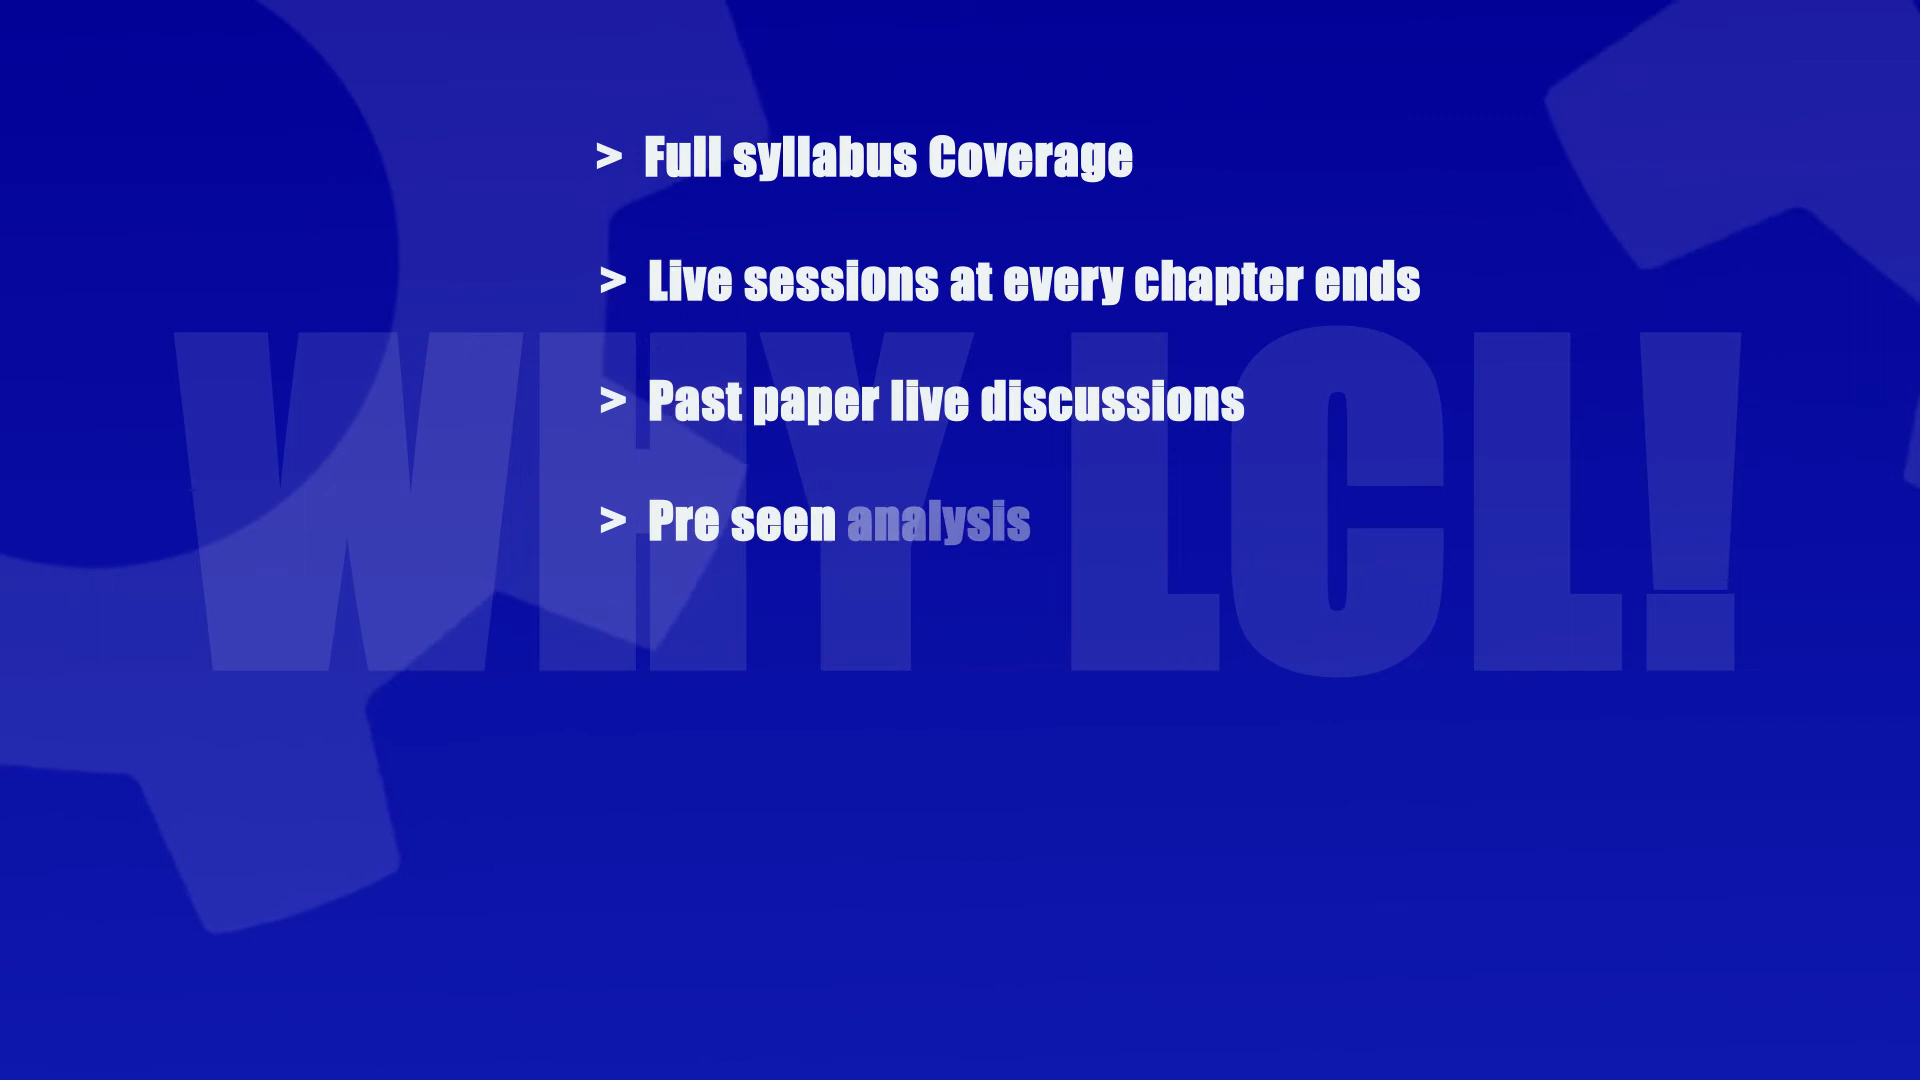 > Full syllabus Coverage
> Live sessions at every chapter ends
WHY LCL!
> Past paper live discussions
> Pre seen analysis